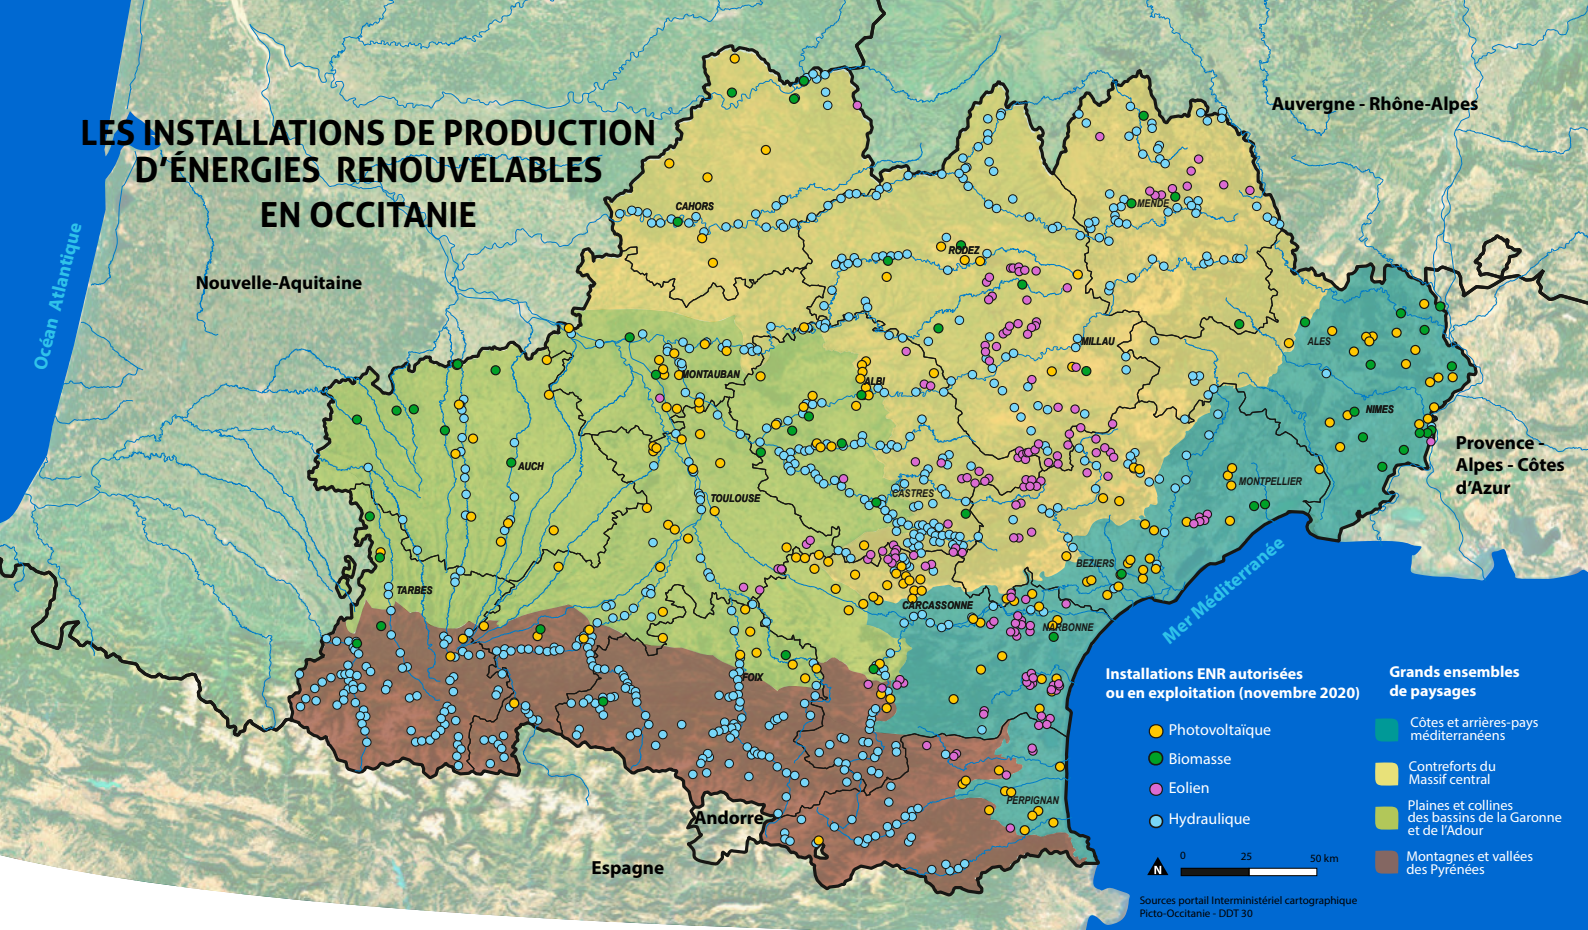 LES INSTALLATIONS DE PRODUCTION
D’ÉNERGIES RENOUVELABLES
EN OCCITANIE
Auvergne - Rhône-Alpes
Océan Atlantique
Nouvelle-Aquitaine
CAHORS
MENDE
RODEZ
MILLAU
ALES
MONTAUBAN
ALBI
NIMES
Provence -
Alpes - Côtes
d’Azur
AUCH
TOULOUSE
CASTRES
MONTPELLIER
BEZIERS
Mer Méditerranée
TARBES
CARCASSONNE
NARBONNE
FOIX
PERPIGNAN
Andorre
Espagne
Installations ENR autorisées
ou en exploitation (novembre 2020)
Photovoltaïque
Biomasse
Eolien
Hydraulique
Grands ensembles
de paysages
Côtes et arrières-pays
méditerranéens
Contreforts du
Massif central
Plaines et collines
des bassins de la Garonne
et de l’Adour
Montagnes et vallées
des Pyrénées
N
0 25 50 km
Sources portail Interministériel cartographique
Picto-Occitanie - DDT 30